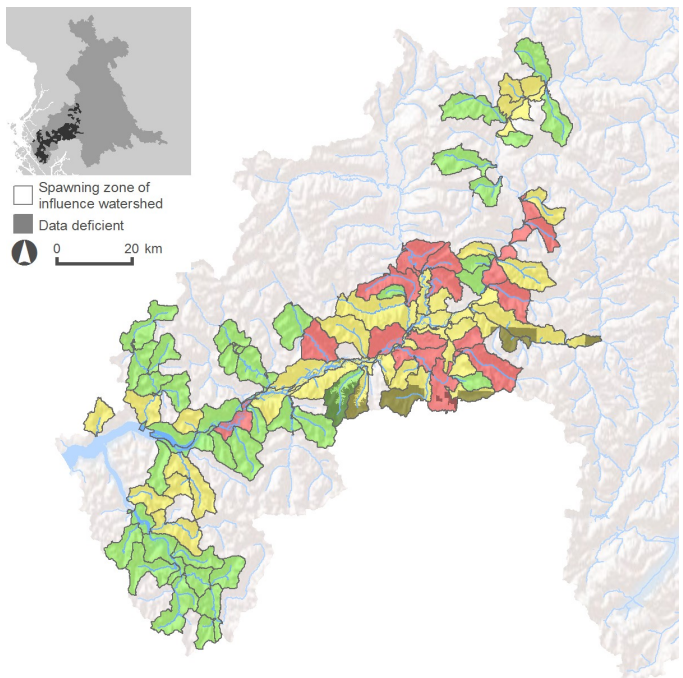 Spawning zone of
influence watershed
Data deficient
0 20 km